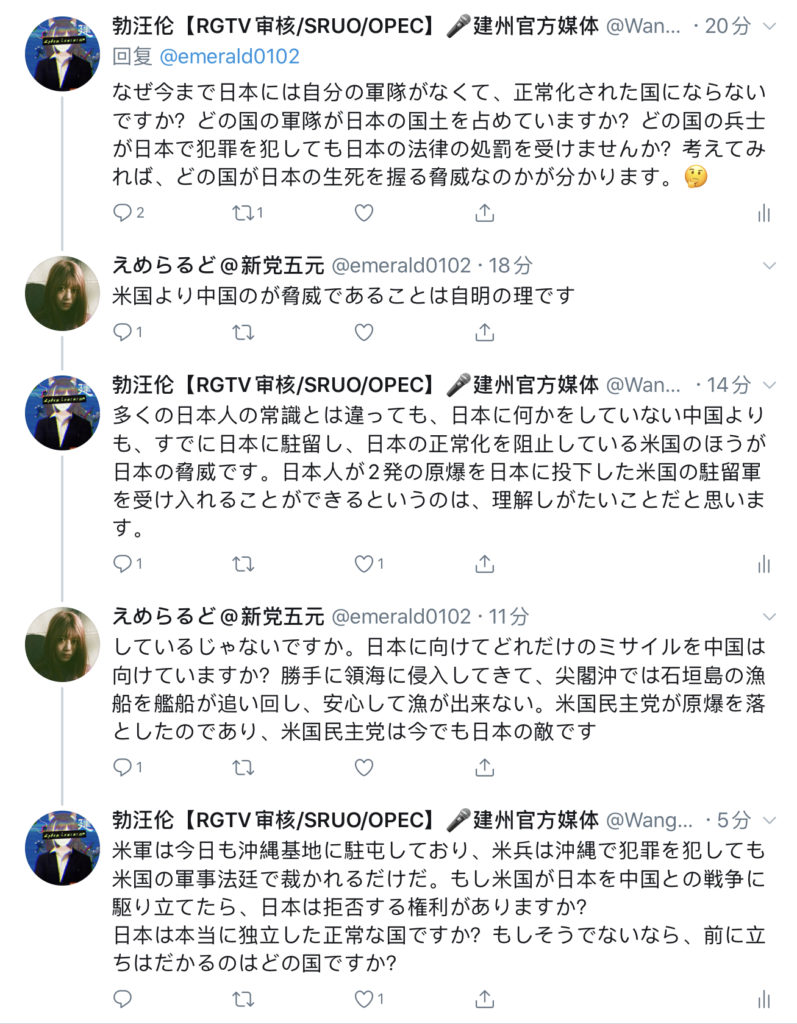 勃汪伦【RGTV审核/SRUO/OPEC】🎤建州官方媒体 @Wan... · 20分
回复 @emerald0102
なぜ今まで日本には自分の軍隊がなくて、正常化された国にならない
ですか？どの国の軍隊が日本の国土を占めていますか？どの国の兵士
が日本で犯罪を犯しても日本の法律の処罰を受けませんか？考えてみ
れば、どの国が日本の生死を握る脅威なのかが分かります。🤔
2 1
えめらるど@新党五元 @emerald0102 · 18分
米国より中国のが脅威であることは自明の理です
1
勃汪伦【RGTV审核/SRUO/OPEC】🎤建州官方媒体 @Wan... · 14分
多くの日本人の常識とは違っても、日本に何かをしていない中国より
も、すでに日本に駐留し、日本の正常化を阻止している米国のほうが
日本の脅威です。日本人が2発の原爆を日本に投下した米国の駐留軍
を受け入れることができるというのは、理解しがたいことだと思いま
す。
1 1
えめらるど@新党五元 @emerald0102 · 11分
しているじゃないですか。日本に向けてどれだけのミサイルを中国は
向けていますか？勝手に領海に侵入してきて、尖閣沖では石垣島の漁
船を艦船が追い回し、安心して漁が出来ない。米国民主党が原爆を落
としたのであり、米国民主党は今でも日本の敵です
1
勃汪伦【RGTV审核/SRUO/OPEC】🎤建州官方媒体 @Wang... · 5分
米軍は今日も沖縄基地に駐屯しており、米兵は沖縄で犯罪を犯しても
米国の軍事法廷で裁かれるだけだ。もし米国が日本を中国との戦争に
駆り立てたら、日本は拒否する権利がありますか？
日本は本当に独立した正常な国ですか？もしそうでないなら、前に立
ちはだかるのはどの国ですか？
1